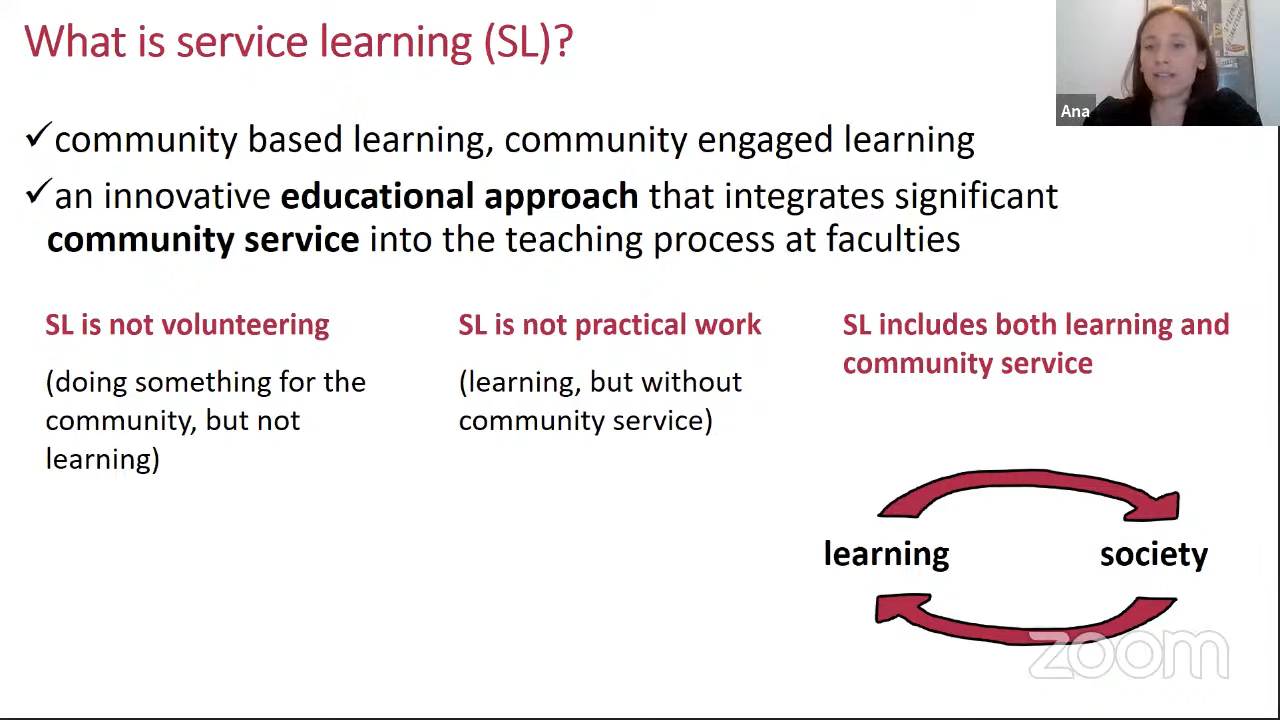 What is service learning (SL)?
Ana
✓community based learning, community engaged learning
✓an innovative educational approach that integrates significant
community service into the teaching process at faculties
SL is not volunteering
(doing something for the
community, but not
learning)
SL is not practical work
(learning, but without
community service)
SL includes both learning and
community service
learning
society
zoom